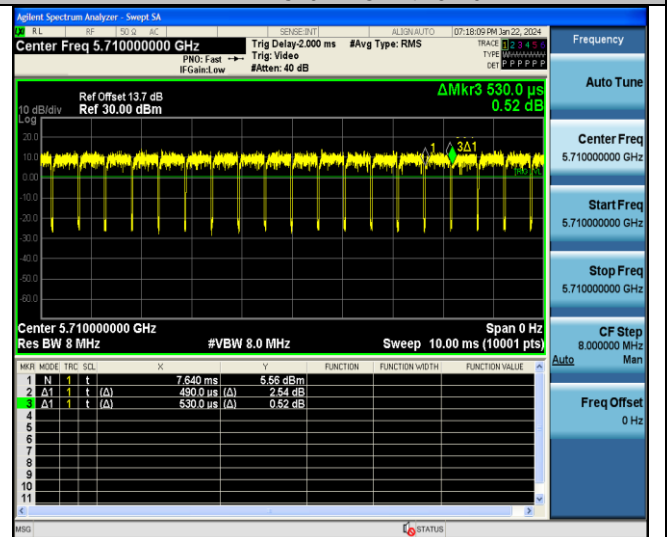 Agilent Spectrum Analyzer - Swept SA
RL RF 50 Ω AC SENSE:INT ALIGN AUTO 07:18:09 PM Jan 22, 2024
Center Freq 5.710000000 GHz
PNO: Fast
IFGain:Low
Trig Delay-2.000 ms
Trig: Video
#Atten: 40 dB
#Avg Type: RMS
TRACE 1 2 3 4 5 6
TYPE
DET P P P P P P
Ref Offset 13.7 dB
10 dB/div Ref 30.00 dBm
Log
ΔMkr3 530.0 µs
0.52 dB
20.0
10.0
0.00
-10.0
-20.0
-30.0
-40.0
-50.0
-60.0
1
3Δ1
Center 5.710000000 GHz Span 0 Hz
Res BW 8 MHz #VBW 8.0 MHz Sweep 10.00 ms (10001 pts)
MKR MODE TRC SCL X Y FUNCTION FUNCTION WIDTH FUNCTION VALUE
1 N 1 t 7.640 ms 5.56 dBm
2 Δ1 1 t (Δ) 490.0 µs (Δ) 2.54 dB
3 Δ1 1 t (Δ) 530.0 µs (Δ) 0.52 dB
4
5
6
7
8
9
10
11
MSG STATUS
Frequency
Auto Tune
Center Freq
5.710000000 GHz
Start Freq
5.710000000 GHz
Stop Freq
5.710000000 GHz
CF Step
8.000000 MHz
Auto Man
Freq Offset
0 Hz